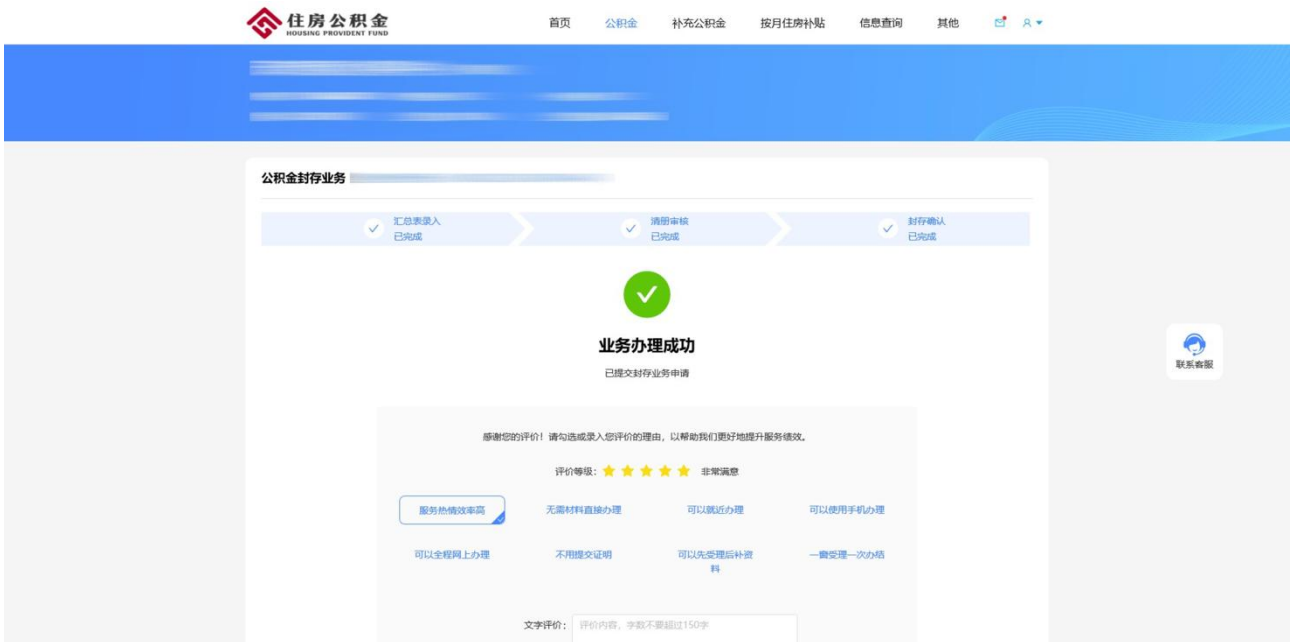 住房公积金
HOUSING PROVIDENT FUND
首页 公积金 补充公积金 按月住房补贴 信息查询 其他
公积金封存业务
汇总表录入 清册审核 封存确认
已完成 已完成 已完成
业务办理成功
已提交封存业务申请
联系客服
感谢您的评价！请勾选或录入您评价的理由，以帮助我们更好地提升服务绩效。
评价等级： 非常满意
服务热情效率高 无需材料直接办理 可以就近办理 可以使用手机办理
可以全程网上办理 不用提交证明 可以先受理后补资 一窗受理一次办结
料
文字评价： 评价内容，字数不要超过150字